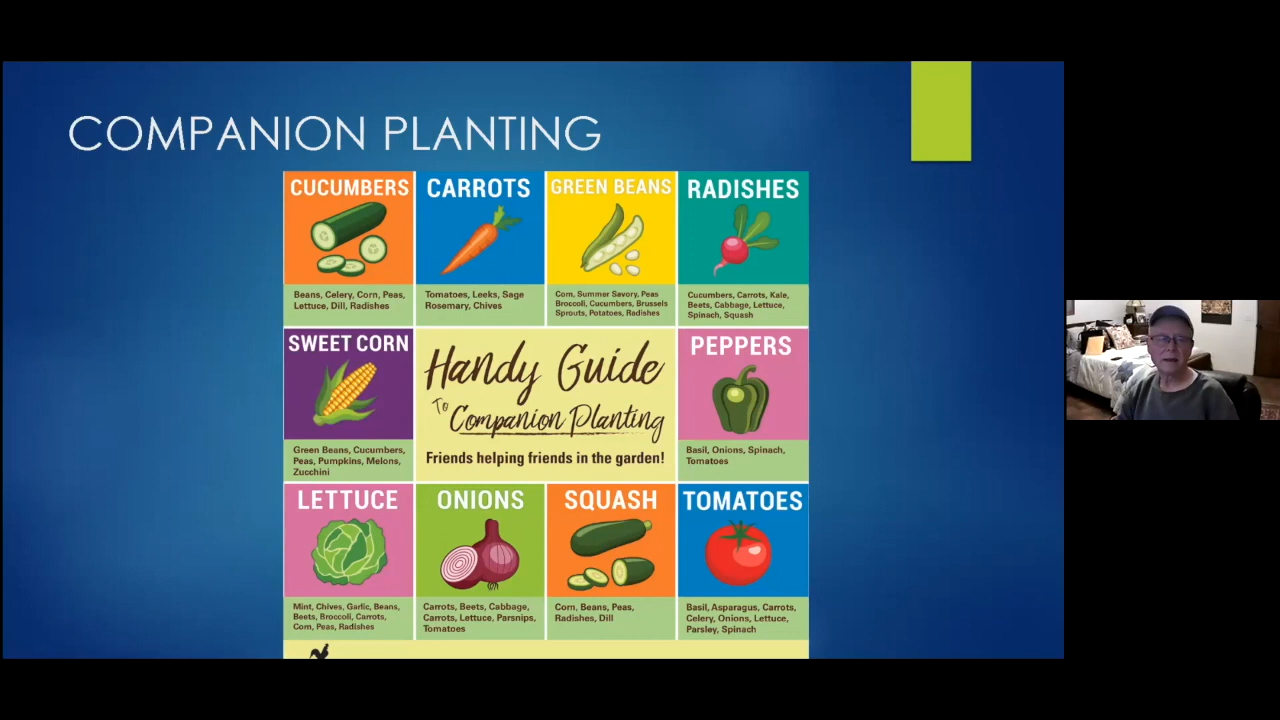 COMPANION PLANTING
CUCUMBERS
Beans, Celery, Corn, Peas,
Lettuce, Dill, Radishes
CARROTS
Tomatoes, Leeks, Sage
Rosemary, Chives
GREEN BEANS
Corn, Summer Savory, Peas
Broccoli, Cucumbers, Brussels
Sprouts, Potatoes, Radishes
RADISHES
Cucumbers, Carrots, Kale,
Beets, Cabbage, Lettuce,
Spinach, Squash
SWEET CORN
Green Beans, Cucumbers,
Peas, Pumpkins, Melons,
Zucchini
Handy Guide
To Companion Planting
Friends helping friends in the garden!
PEPPERS
Basil, Onions, Spinach,
Tomatoes
LETTUCE
Mint, Chives, Garlic, Beans,
Beets, Broccoli, Carrots,
Corn, Peas, Radishes
ONIONS
Carrots, Beets, Cabbage,
Carrots, Lettuce, Parsnips,
Tomatoes
SQUASH
Corn, Beans, Peas,
Radishes, Dill
TOMATOES
Basil, Asparagus, Carrots,
Celery, Onions, Lettuce,
Parsley, Spinach